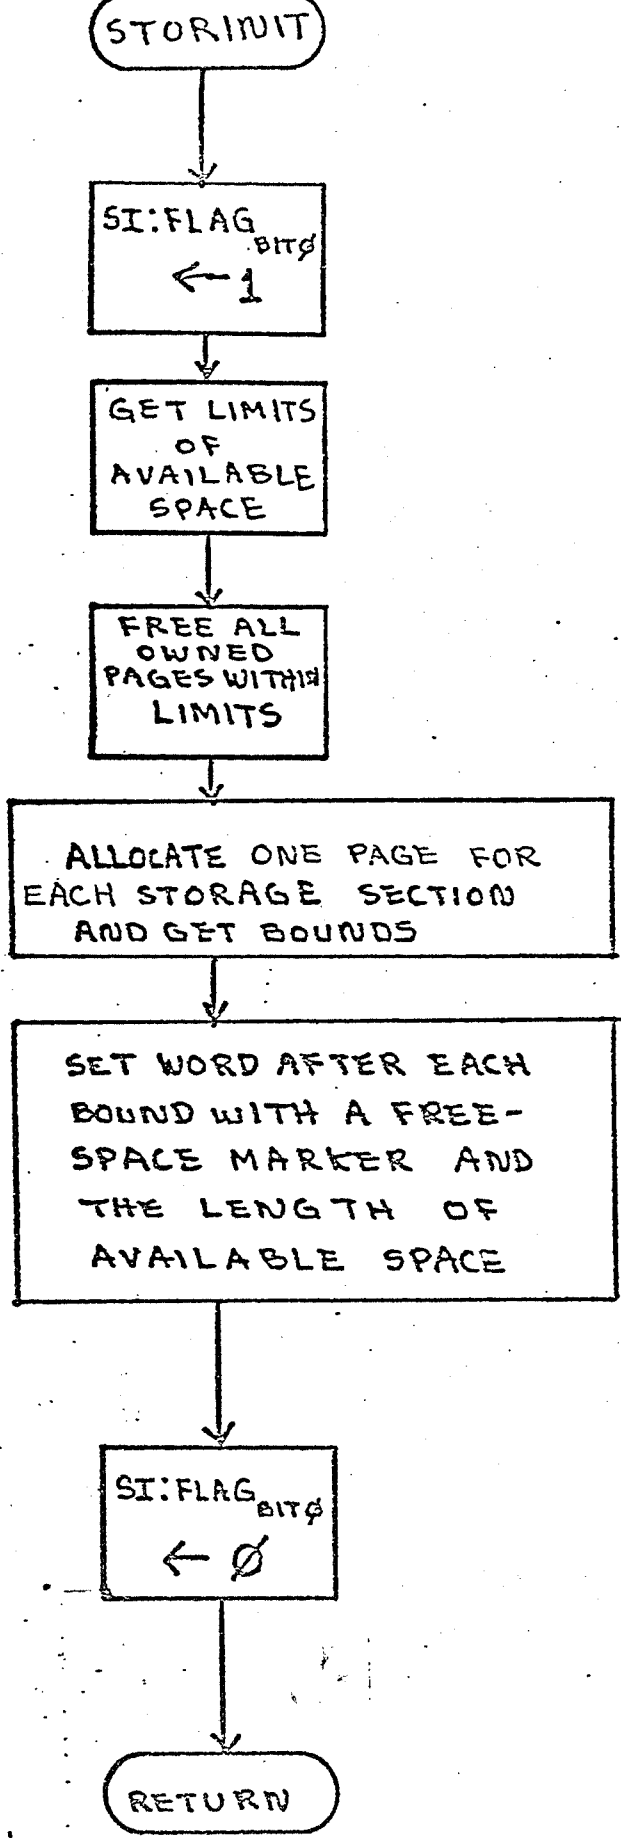 STORINIT
SI:FLAG BITØ
← 1
GET LIMITS
OF
AVAILABLE
SPACE
FREE ALL
OWNED
PAGES WITHIN
LIMITS
ALLOCATE ONE PAGE FOR
EACH STORAGE SECTION
AND GET BOUNDS
SET WORD AFTER EACH
BOUND WITH A FREE-
SPACE MARKER AND
THE LENGTH OF
AVAILABLE SPACE
SI:FLAG BITØ
← Ø
RETURN